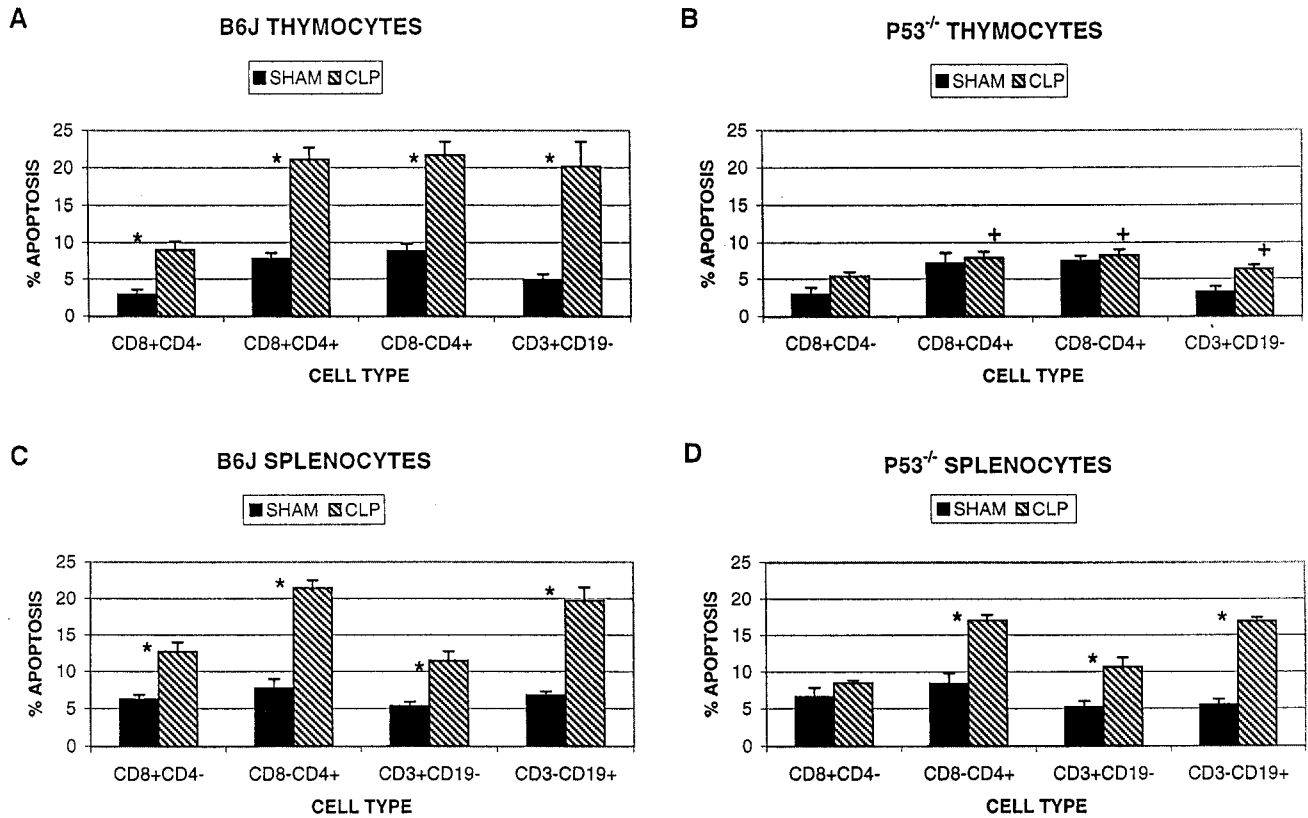 A
B6J THYMOCYTES
SHAM CLP
% APOPTOSIS
25
20
15
10
5
0
* * * *
CD8+CD4- CD8+CD4+ CD8-CD4+ CD3+CD19-
CELL TYPE
B
P53-/- THYMOCYTES
SHAM CLP
% APOPTOSIS
25
20
15
10
5
0
+ + +
CD8+CD4- CD8+CD4+ CD8-CD4+ CD3+CD19-
CELL TYPE
C
B6J SPLENOCYTES
SHAM CLP
% APOPTOSIS
25
20
15
10
5
0
* * * *
CD8+CD4- CD8-CD4+ CD3+CD19- CD3-CD19+
CELL TYPE
D
P53-/- SPLENOCYTES
SHAM CLP
% APOPTOSIS
25
20
15
10
5
0
* * *
CD8+CD4- CD8-CD4+ CD3+CD19- CD3-CD19+
CELL TYPE